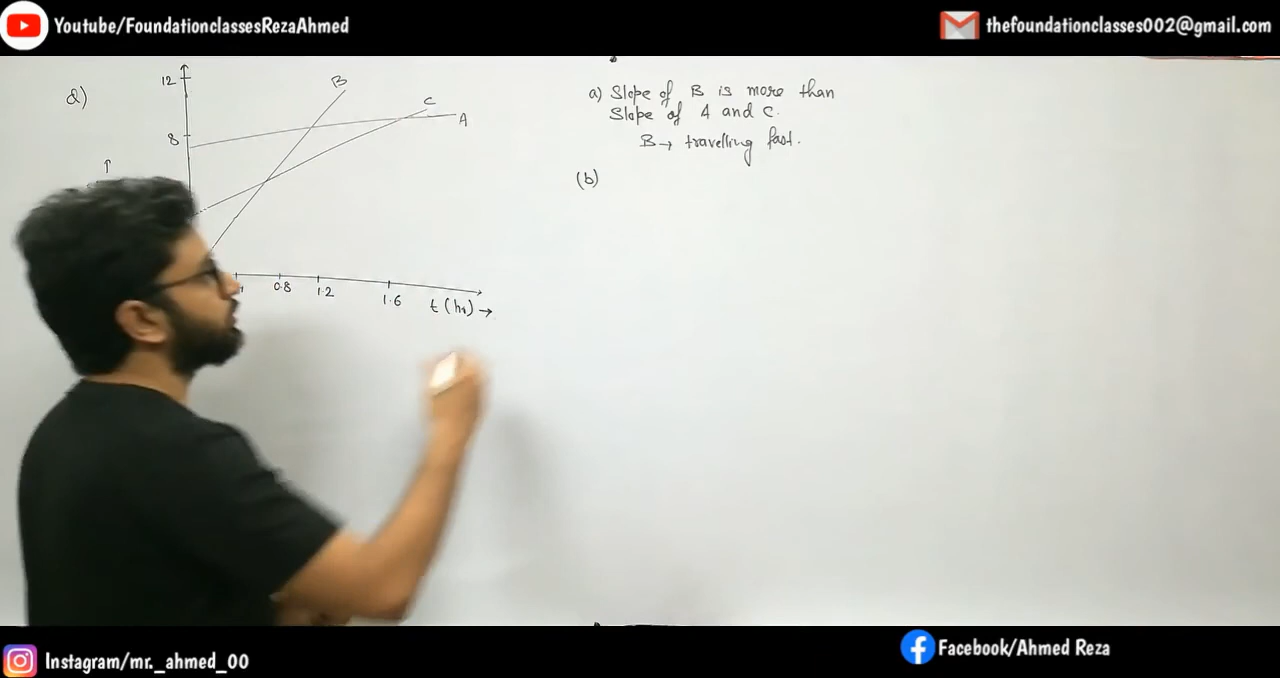 Youtube/FoundationclassesRezaAhmed
thefoundationclasses002@gmail.com
d)
12
8
B
C
A
0.8
1.2
1.6
t (hr) →
a) Slope of B is more than
Slope of A and C.
B → travelling fast.
(b)
Instagram/mr._ahmed_00
Facebook/Ahmed Reza